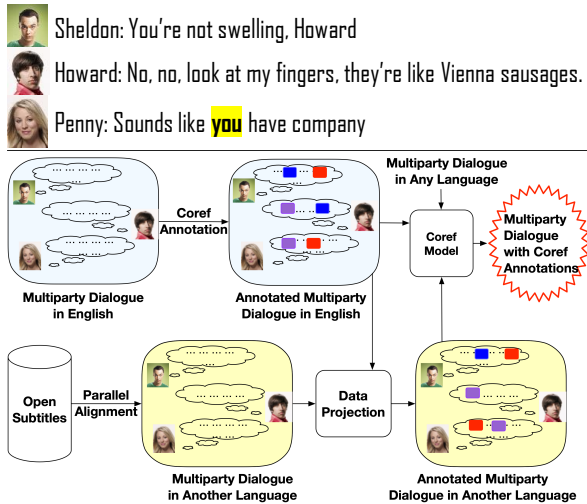 Sheldon: You're not swelling, Howard
Howard: No, no, look at my fingers, they're like Vienna sausages.
Penny: Sounds like you have company
Multiparty Dialogue
in Any Language
Coref
Annotation
Coref
Model
Multiparty
Dialogue
with Coref
Annotations
Multiparty Dialogue
in English
Annotated Multiparty
Dialogue in English
Open
Subtitles
Parallel
Alignment
Data
Projection
Multiparty Dialogue
in Another Language
Annotated Multiparty
Dialogue in Another Language